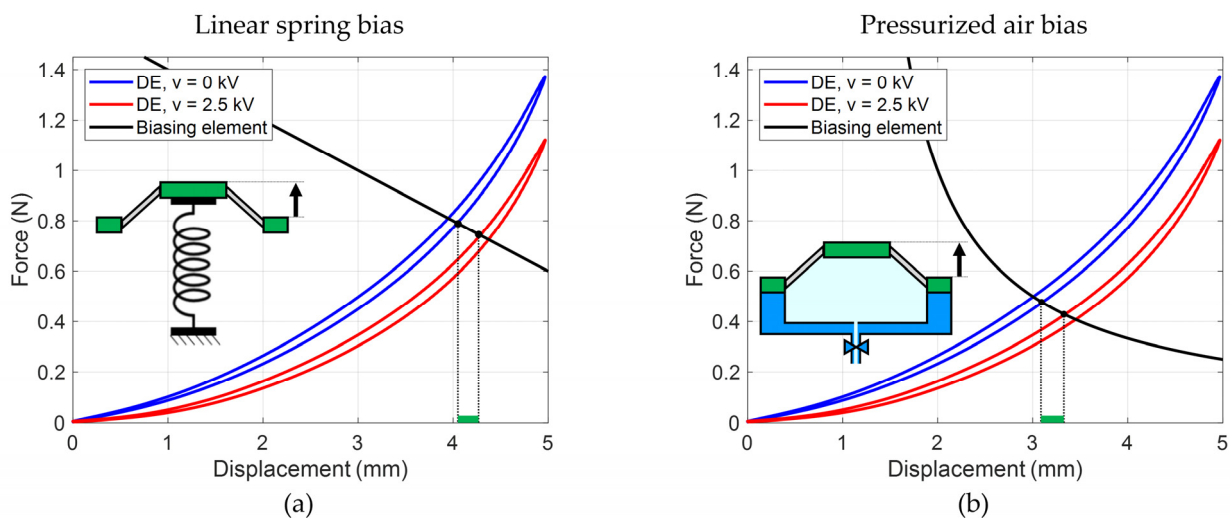 Linear spring bias
DE, v = 0 kV
DE, v = 2.5 kV
Biasing element
Force (N)
1.4
1.2
1
0.8
0.6
0.4
0.2
0
0 1 2 3 4 5
Displacement (mm)
(a)
Pressurized air bias
DE, v = 0 kV
DE, v = 2.5 kV
Biasing element
Force (N)
1.4
1.2
1
0.8
0.6
0.4
0.2
0
0 1 2 3 4 5
Displacement (mm)
(b)